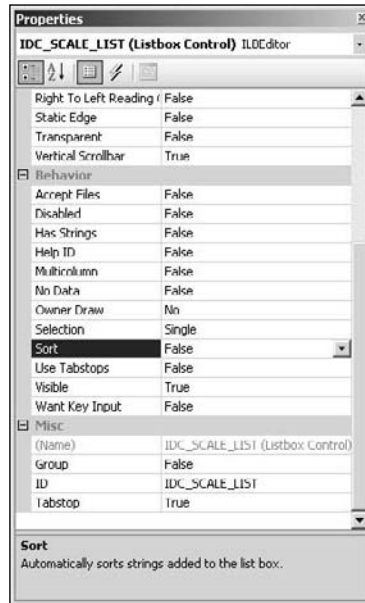 Properties
IDC_SCALE_LIST (Listbox Control) ILDEditor
Right To Left Reading ( False
Static Edge False
Transparent False
Vertical Scrollbar True
Behavior
Accept Files False
Disabled False
Has Strings False
Help ID False
Multicolumn False
No Data False
Owner Draw No
Selection Single
Sort False
Use Tabstops False
Visible True
Want Key Input False
Misc
(Name) IDC_SCALE_LIST (Listbox Control)
Group False
ID IDC_SCALE_LIST
Tabstop True
Sort
Automatically sorts strings added to the list box.